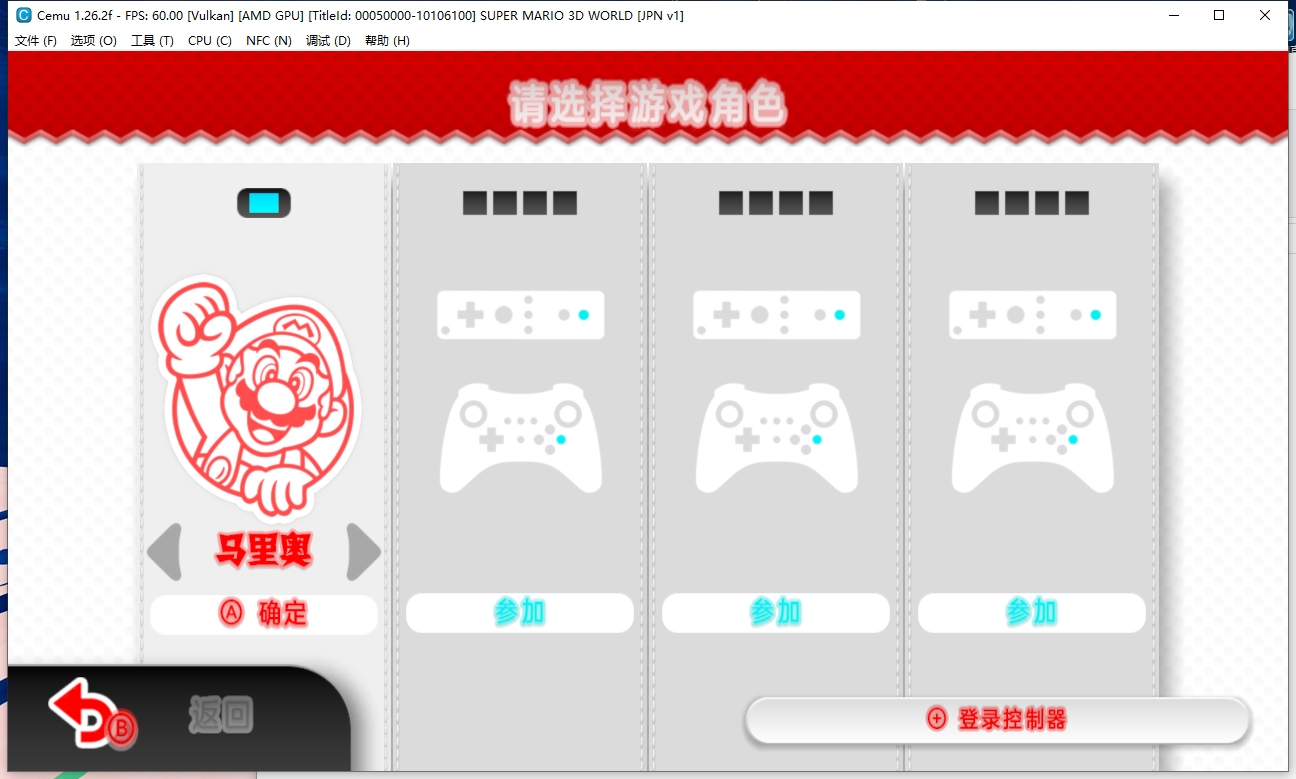 Cemu 1.26.2f - FPS: 60.00 [Vulkan] [AMD GPU] [TitleId: 00050000-10106100] SUPER MARIO 3D WORLD [JPN v1]
文件 (F) 选项 (O) 工具 (T) CPU (C) NFC (N) 调试 (D) 帮助 (H)
请选择游戏角色
马里奥
A 确定
参加
参加
参加
B 返回
登录控制器